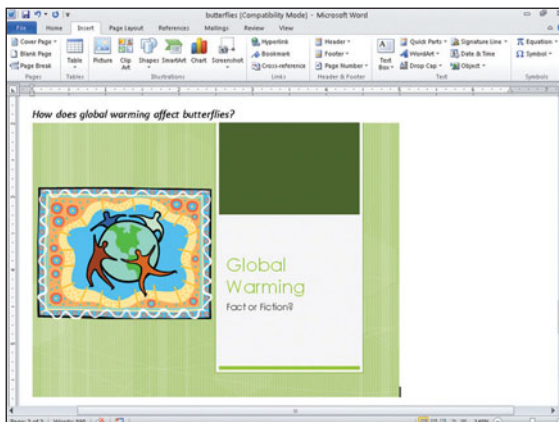 butterflies (Compatibility Mode) - Microsoft Word
File Home Insert Page Layout References Mailings Review View
Cover Page
Blank Page
Page Break
Pages
Table
Tables
Picture
Clip Art
Shapes
SmartArt
Chart
Screenshot
Illustrations
Hyperlink
Bookmark
Cross-reference
Links
Header
Footer
Page Number
Header & Footer
Text Box
Quick Parts
WordArt
Drop Cap
Signature Line
Date & Time
Object
Text
Equation
Symbol
Symbols
How does global warming affect butterflies?
Global
Warming
Fact or Fiction?